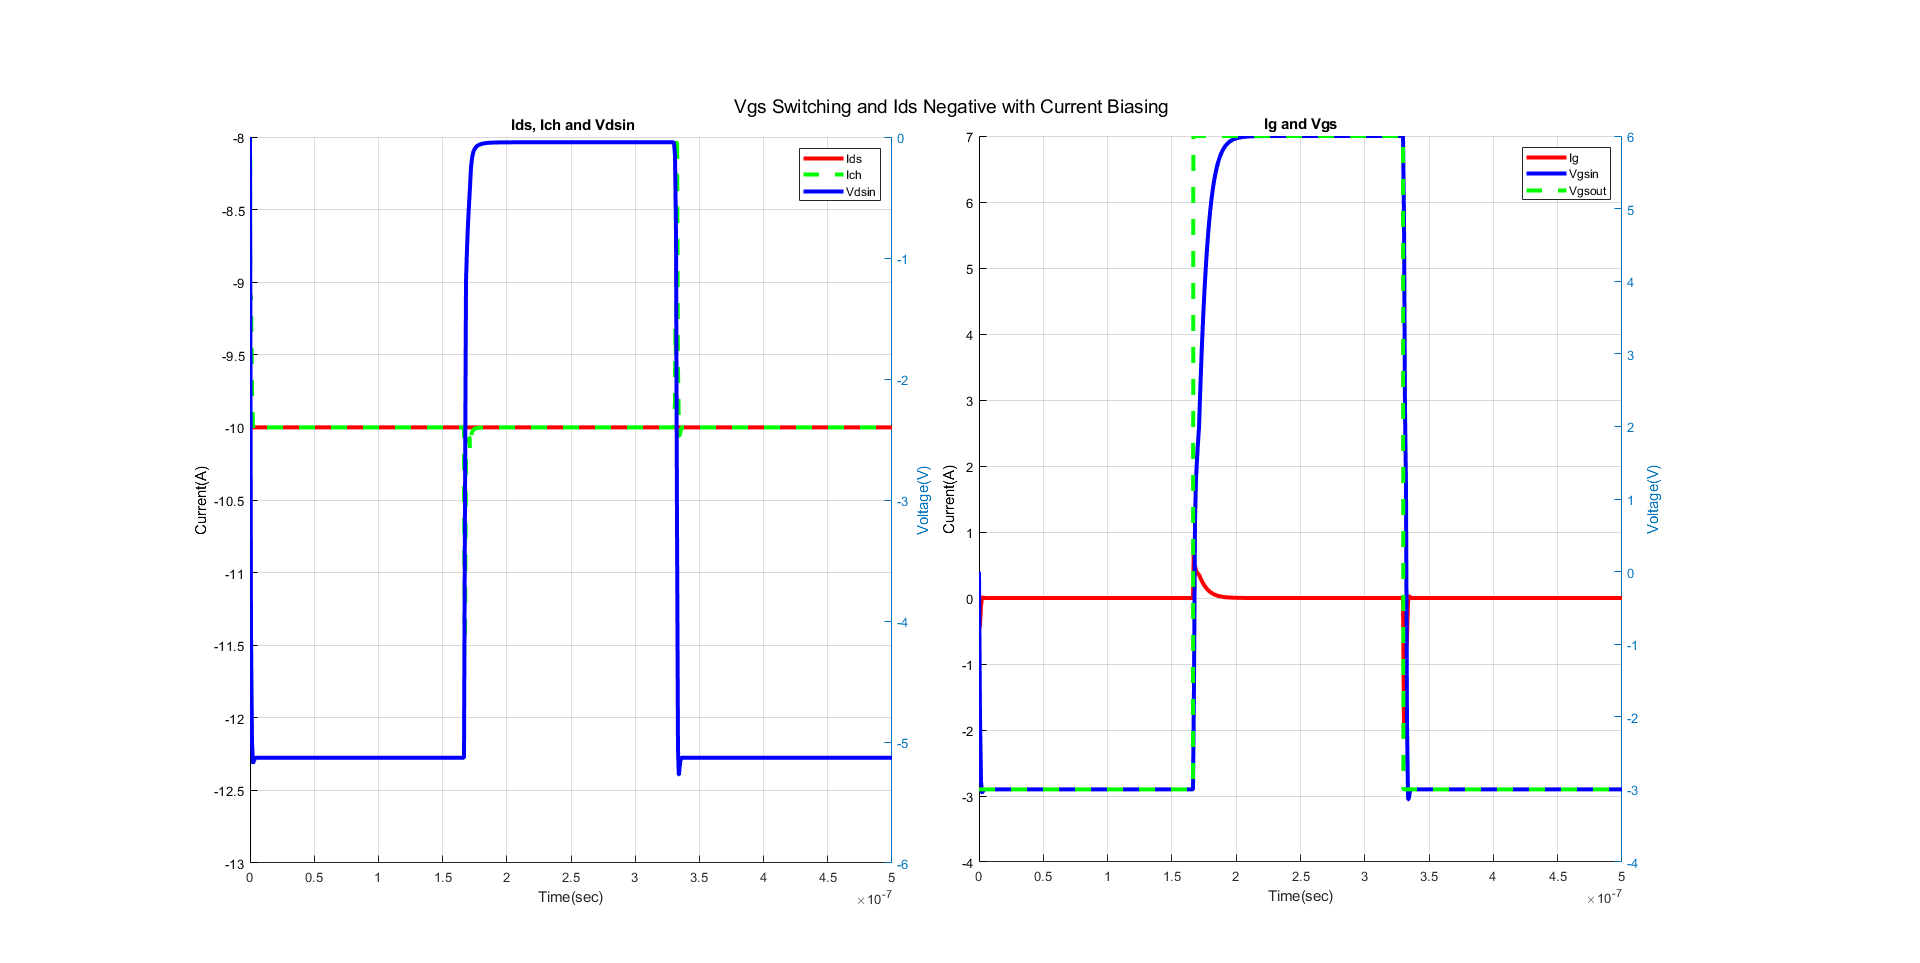 Vgs Switching and Ids Negative with Current Biasing
Ids, Ich and Vdsin
-8
-8.5
-9
-9.5
-10
-10.5
-11
-11.5
-12
-12.5
-13
Current(A)
0
-1
-2
-3
-4
-5
-6
Voltage(V)
Ids
Ich
Vdsin
0 0.5 1 1.5 2 2.5 3 3.5 4 4.5 5
Time(sec)
×10-7
Ig and Vgs
7
6
5
4
3
2
1
0
-1
-2
-3
-4
Current(A)
6
5
4
3
2
1
0
-1
-2
-3
-4
Voltage(V)
Ig
Vgsin
Vgsout
0 0.5 1 1.5 2 2.5 3 3.5 4 4.5 5
Time(sec)
×10-7